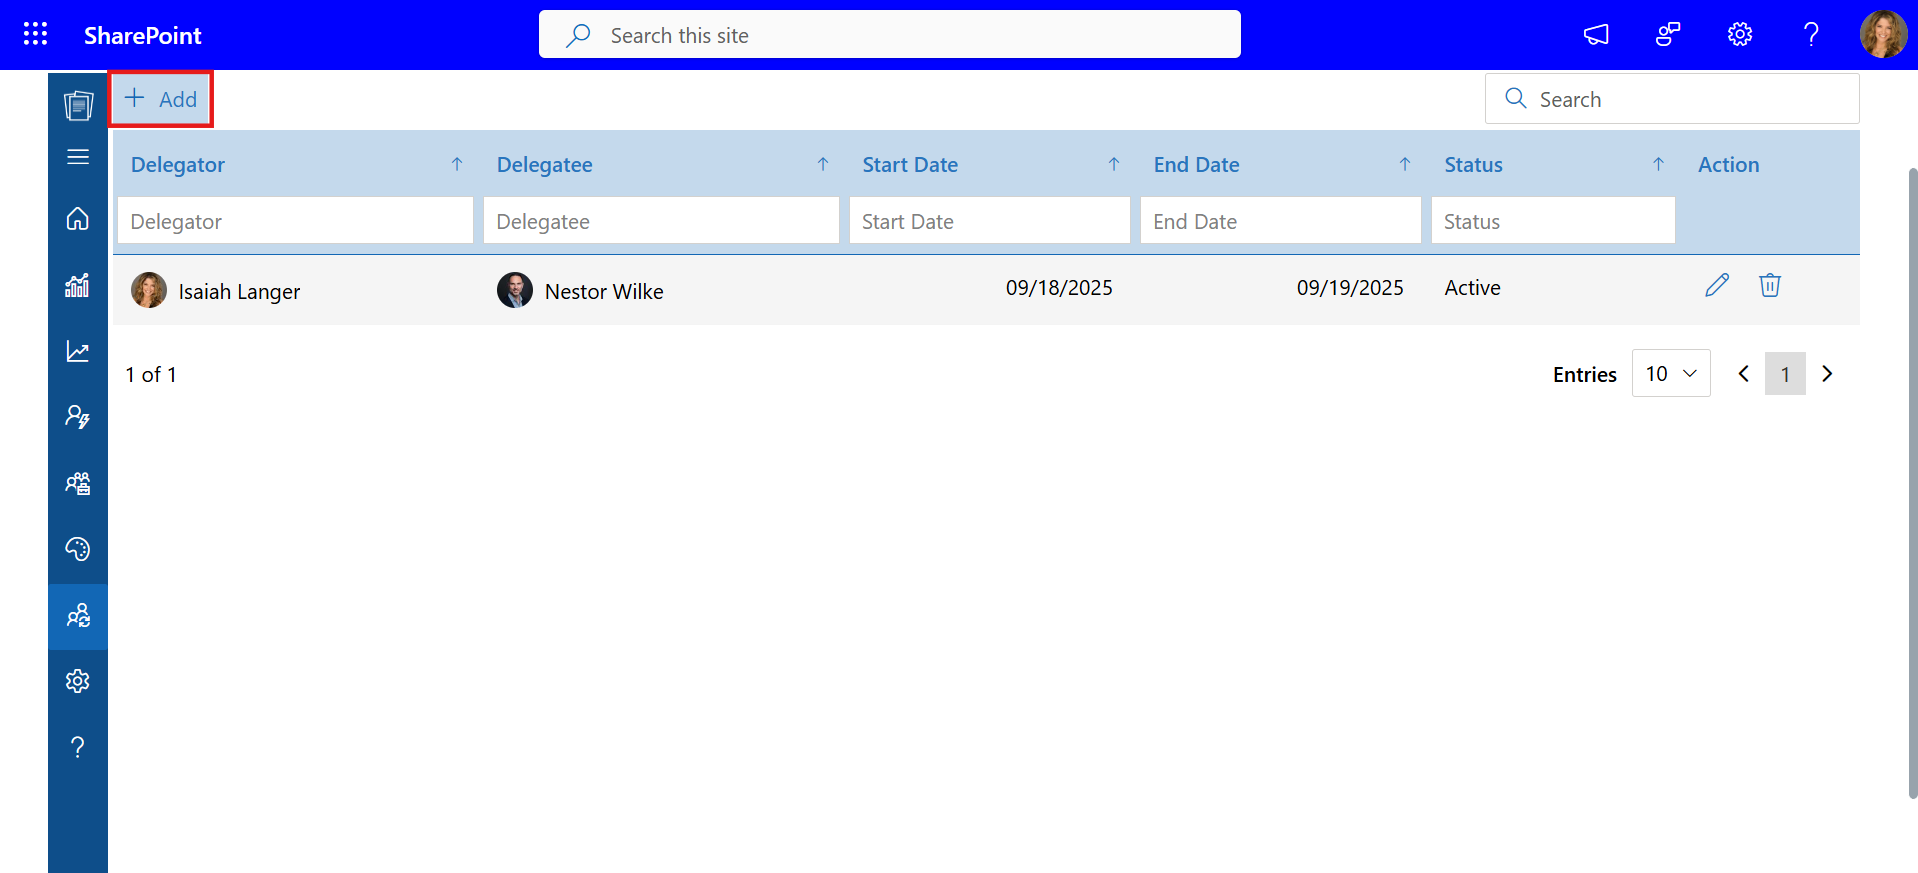 SharePoint
Search this site
Add
Search
Delegator
Delegatee
Start Date
End Date
Status
Action
Delegator
Delegatee
Start Date
End Date
Status
Isaiah Langer
Nestor Wilke
09/18/2025
09/19/2025
Active
1 of 1
Entries
10
1